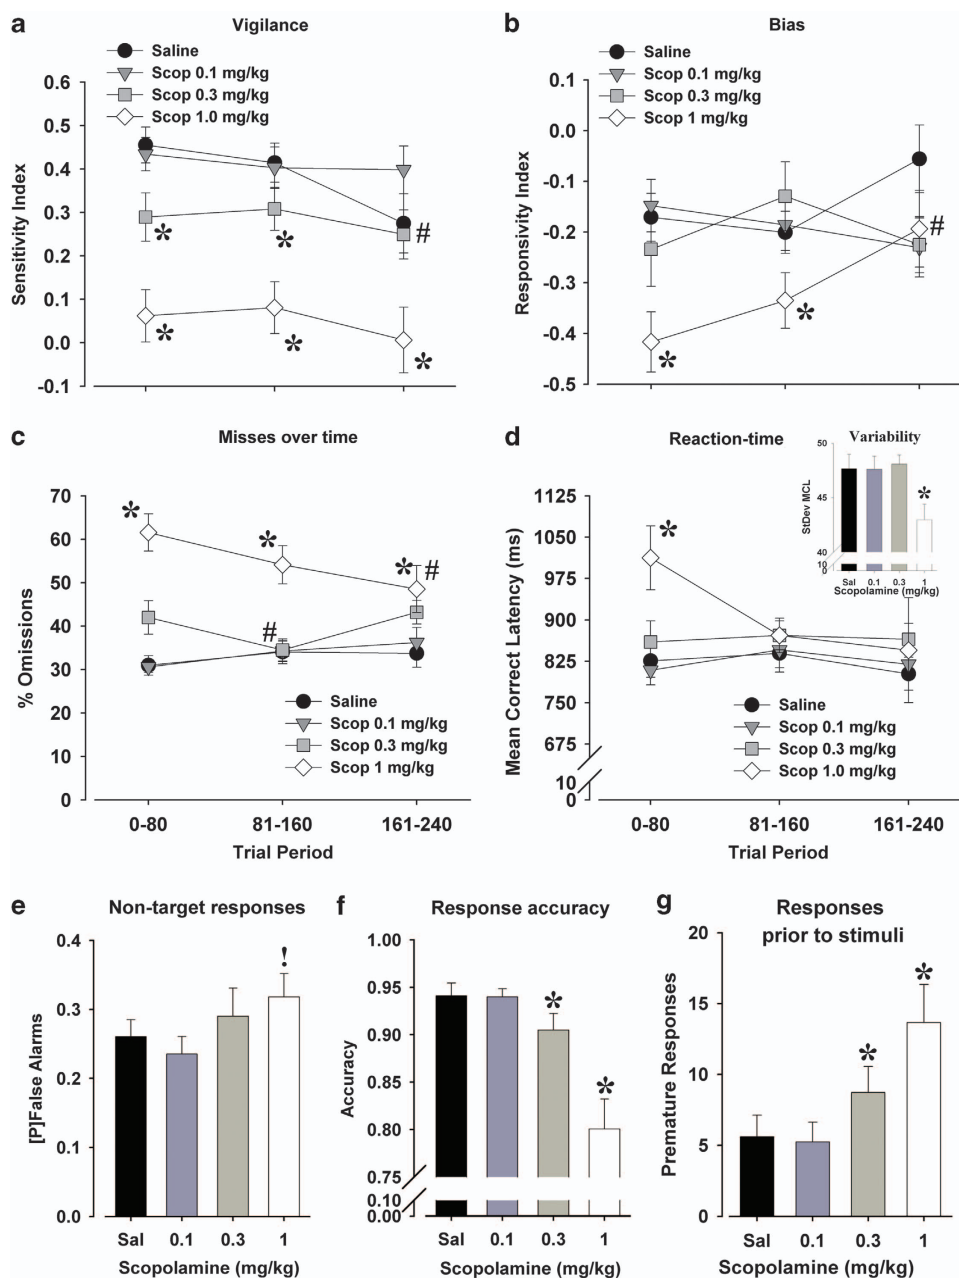 a
Vigilance
Saline
Scop 0.1 mg/kg
Scop 0.3 mg/kg
Scop 1.0 mg/kg
Sensitivity Index
0.6
0.5
0.4
0.3
0.2
0.1
0.0
-0.1
*
*
#
*
*
*
b
Bias
Saline
Scop 0.1 mg/kg
Scop 0.3 mg/kg
Scop 1 mg/kg
Responsivity Index
0.1
0.0
-0.1
-0.2
-0.3
-0.4
-0.5
#
*
*
c
Misses over time
% Omissions
70
60
50
40
30
20
10
0
*
*
*
#
#
Saline
Scop 0.1 mg/kg
Scop 0.3 mg/kg
Scop 1 mg/kg
0-80
81-160
161-240
Trial Period
d
Reaction-time
Mean Correct Latency (ms)
1125
1050
975
900
825
750
675
10
0
*
Variability
StDev MCL
50
45
40
10
0
*
Sal
0.1
0.3
1
Scopolamine (mg/kg)
Saline
Scop 0.1 mg/kg
Scop 0.3 mg/kg
Scop 1.0 mg/kg
0-80
81-160
161-240
Trial Period
e
Non-target responses
[P]False Alarms
0.4
0.3
0.2
0.1
0.0
!
Sal
0.1
0.3
1
Scopolamine (mg/kg)
f
Response accuracy
Accuracy
1.00
0.95
0.90
0.85
0.80
0.75
0.10
0.00
*
*
Sal
0.1
0.3
1
Scopolamine (mg/kg)
g
Responses
prior to stimuli
Premature Responses
20
15
10
5
0
*
*
Sal
0.1
0.3
1
Scopolamine (mg/kg)